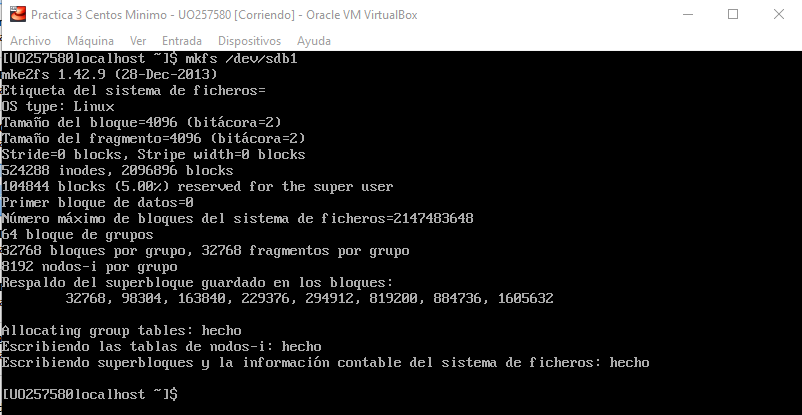 Practica 3 Centos Minimo - UO257580 [Corriendo] - Oracle VM VirtualBox
Archivo Máquina Ver Entrada Dispositivos Ayuda
[UO257580localhost ~]$ mkfs /dev/sdb1
mke2fs 1.42.9 (28-Dec-2013)
Etiqueta del sistema de ficheros=
OS type: Linux
Tamaño del bloque=4096 (bitácora=2)
Tamaño del fragmento=4096 (bitácora=2)
Stride=0 blocks, Stripe width=0 blocks
524288 inodes, 2096896 blocks
104844 blocks (5.00%) reserved for the super user
Primer bloque de datos=0
Número máximo de bloques del sistema de ficheros=2147483648
64 bloque de grupos
32768 bloques por grupo, 32768 fragmentos por grupo
8192 nodos-i por grupo
Respaldo del superbloque guardado en los bloques:
32768, 98304, 163840, 229376, 294912, 819200, 884736, 1605632
Allocating group tables: hecho
Escribiendo las tablas de nodos-i: hecho
Escribiendo superbloques y la información contable del sistema de ficheros: hecho
[UO257580localhost ~]$